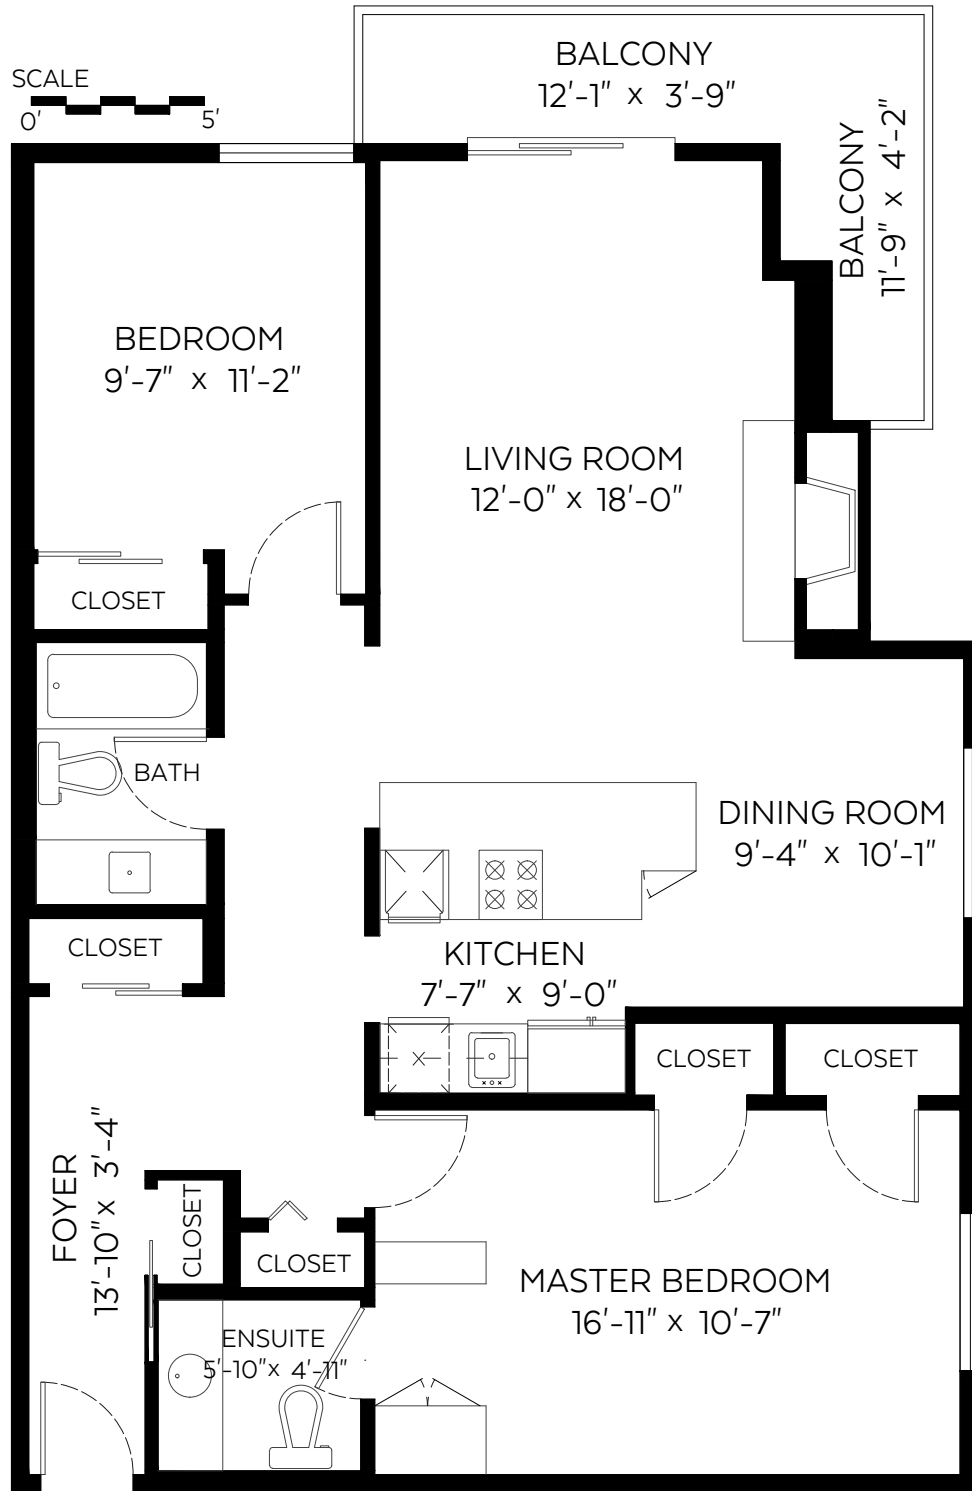 BALCONY
12'-1" x 3'-9"
SCALE
0' 5'
BALCONY
11'-9" x 4'-2"
BEDROOM
9'-7" x 11'-2"
LIVING ROOM
12'-0" x 18'-0"
CLOSET
BATH
DINING ROOM
9'-4" x 10'-1"
CLOSET
KITCHEN
7'-7" x 9'-0"
CLOSET
CLOSET
FOYER
13'-10" x 3'-4"
CLOSET
CLOSET
MASTER BEDROOM
16'-11" x 10'-7"
ENSUITE
5'-10" x 4'-11"